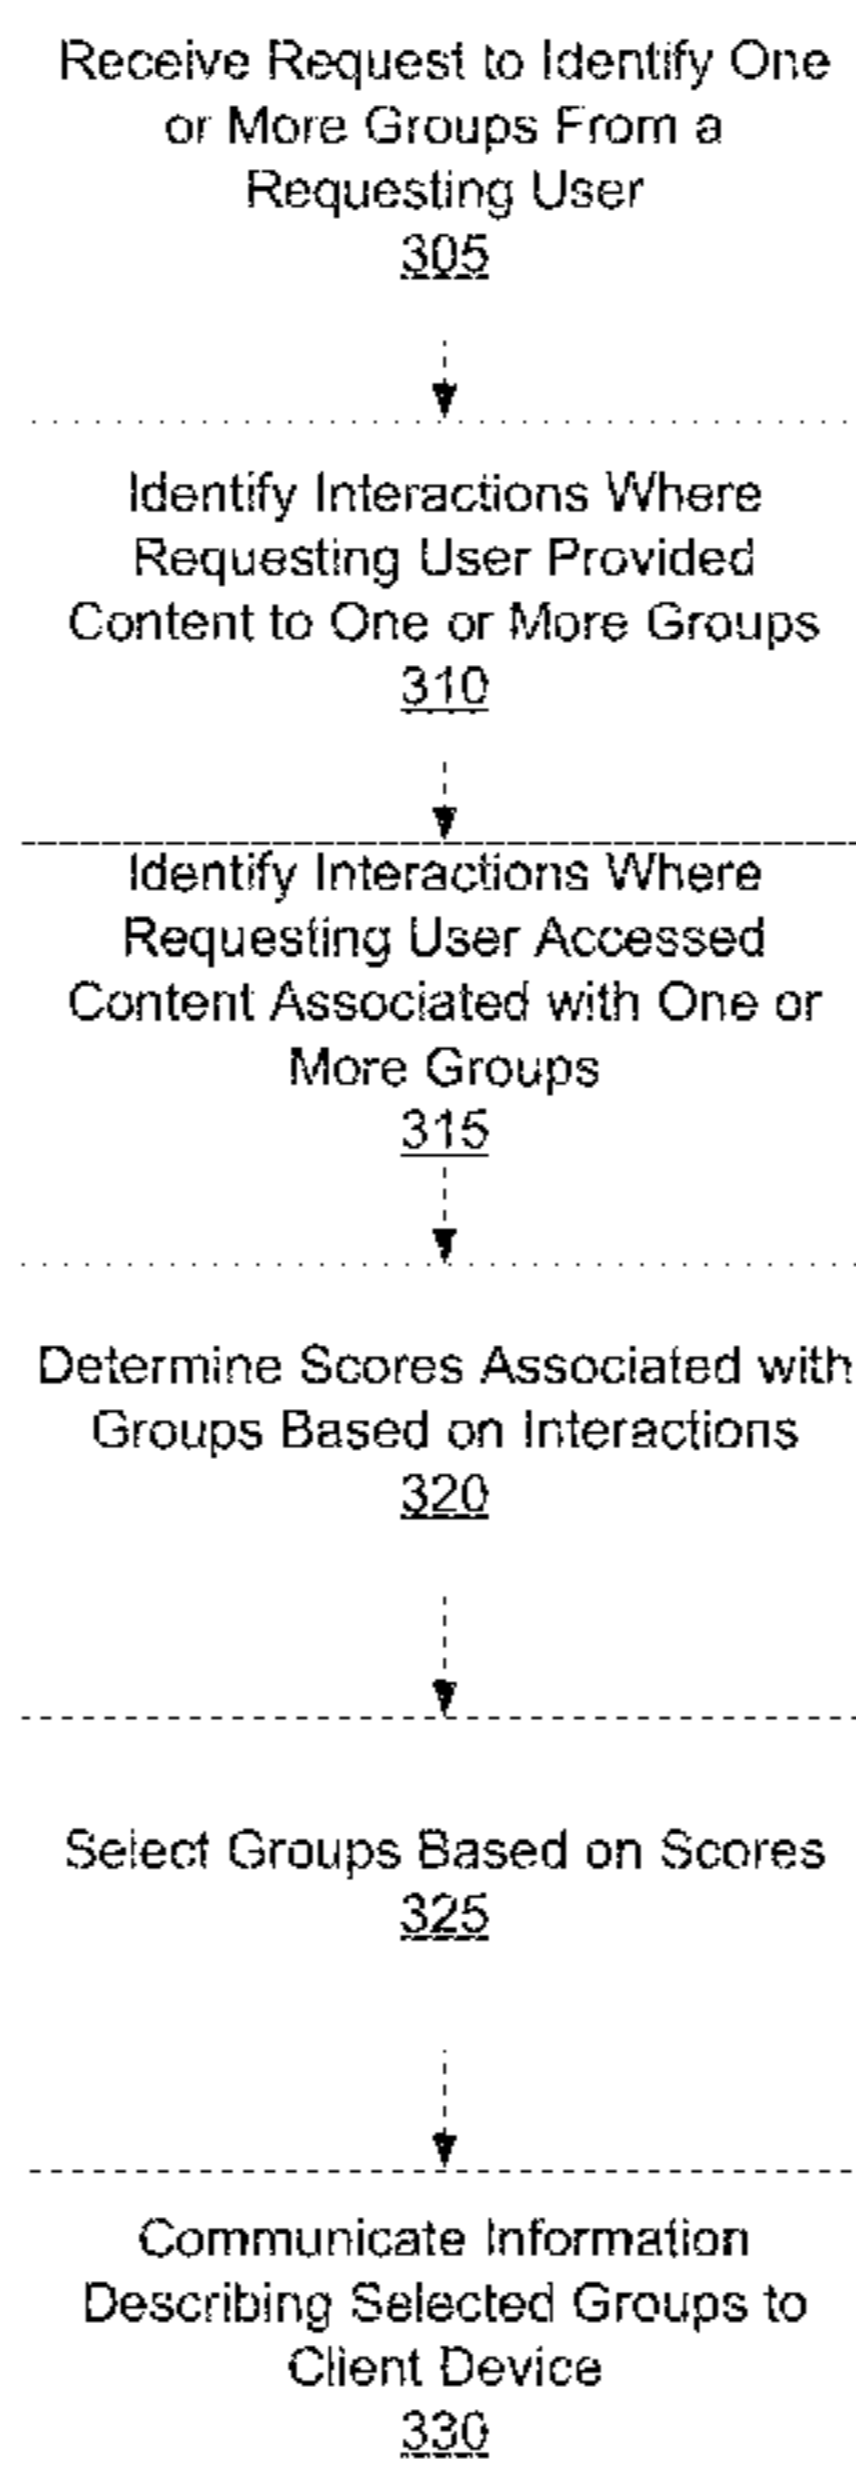 Receive Request to Identify One
or More Groups From a
Requesting User
305
Identify Interactions Where
Requesting User Provided
Content to One or More Groups
310
Identify Interactions Where
Requesting User Accessed
Content Associated with One or
More Groups
315
Determine Scores Associated with
Groups Based on Interactions
320
Select Groups Based on Scores
325
Communicate Information
Describing Selected Groups to
Client Device
330